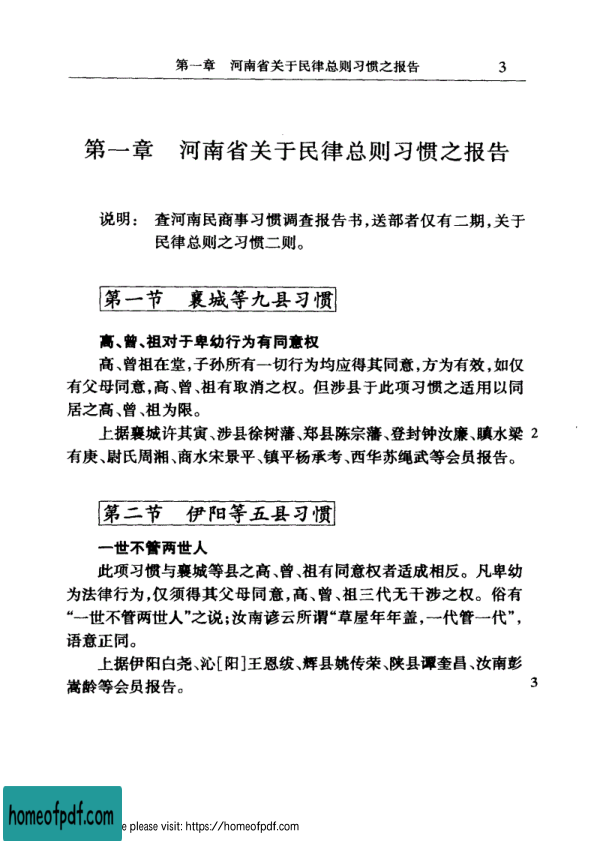 第一章 河南省关于民律总则习惯之报告 3
第一章 河南省关于民律总则习惯之报告
说明： 查河南民商事习惯调查报告书，送部者仅有二期，关于
民律总则之习惯二则。
第一节 襄城等九县习惯
高、曾、祖对于卑幼行为有同意权
高、曾祖在堂，子孙所有一切行为均应得其同意，方为有效，如仅
有父母同意，高、曾、祖有取消之权。但涉县于此项习惯之适用以同
居之高、曾、祖为限。
上据襄城许其寅、涉县徐树藩、郑县陈宗藩、登封钟汝廉、瞋水梁 2
有庚、尉氏周湘、商水宋景平、镇平杨承考、西华苏绳武等会员报告。
第二节 伊阳等五县习惯
一世不管两世人
此项习惯与襄城等县之高、曾、祖有同意权者适成相反。凡卑幼
为法律行为，仅须得其父母同意，高、曾、祖三代无干涉之权。俗有
“一世不管两世人”之说；汝南谚云所谓“草屋年年盖，一代管一代”，
语意正同。
上据伊阳白尧、沁［阳］王恩绂、辉县姚传荣、陕县谭奎昌、汝南彭
嵩龄等会员报告。 3
homeofpdf.com
e please visit: https://homeofpdf.com